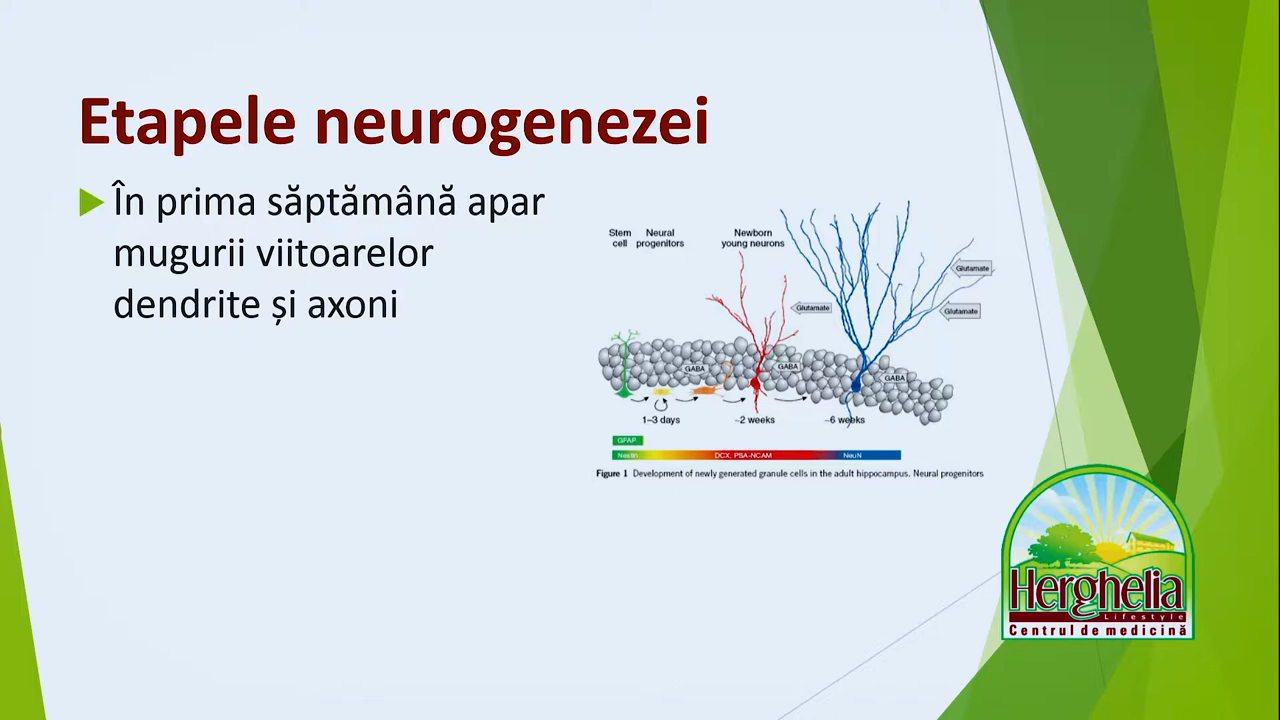 Etapele neurogenezei
În prima săptămână apar
mugurii viitoarelor
dendrite și axoni
Stem cell
Neural progenitors
Newborn young neurons
Glutamate
Glutamate
Glutamate
GABA
GABA
GABA
1–3 days
~2 weeks
~6 weeks
GFAP
Nestin
DCX, PSA-NCAM
NeuN
Figure 1 Development of newly generated granule cells in the adult hippocampus. Neural progenitors
Herghelia
Lifestyle
Centrul de medicină